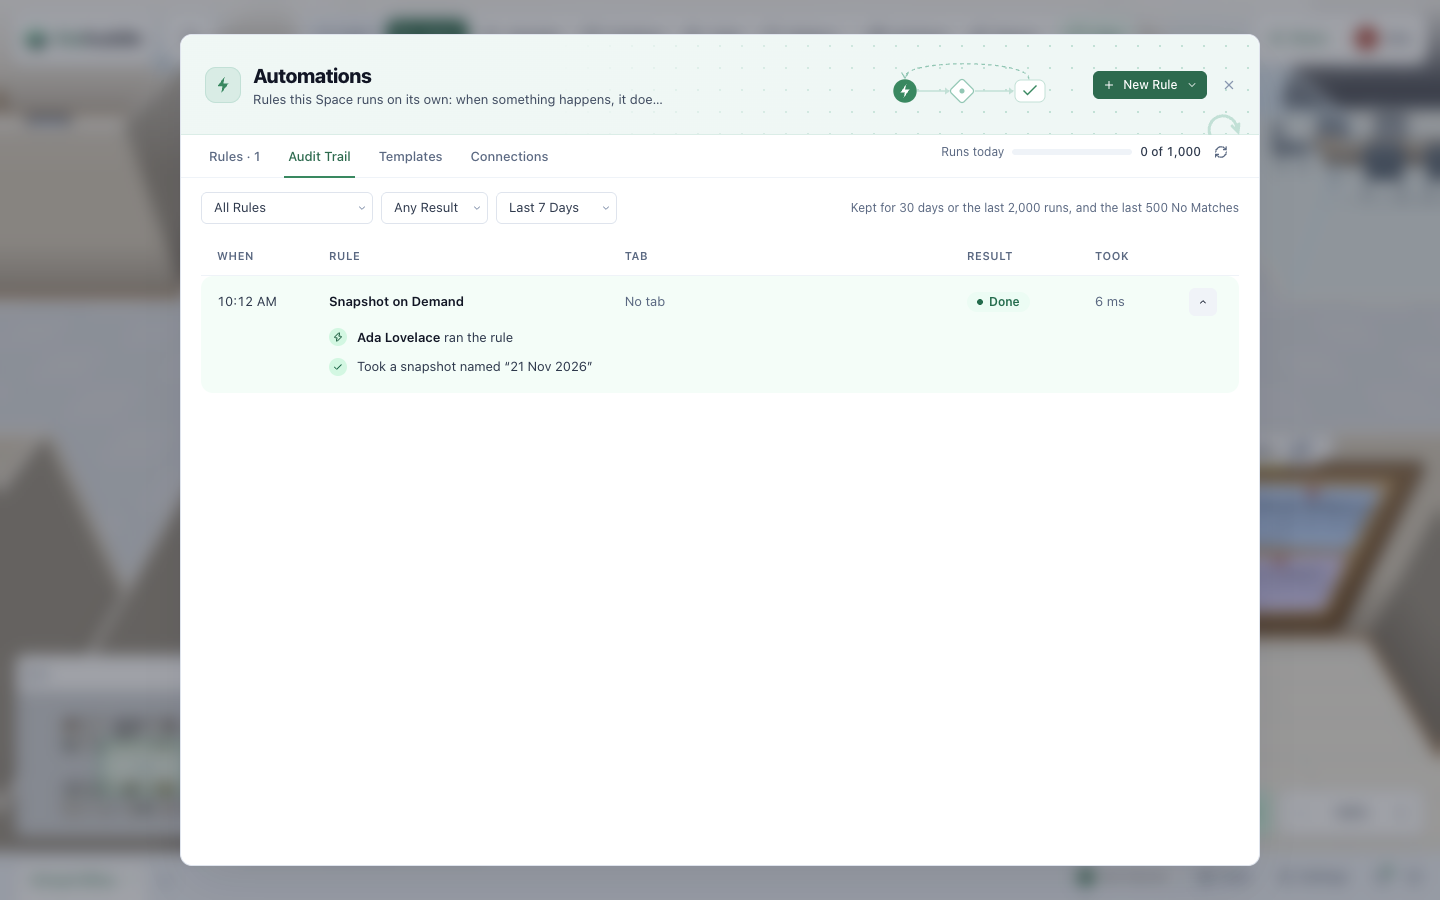 Automations
Rules this Space runs on its own: when something happens, it doe...
New Rule
Rules · 1
Audit Trail
Templates
Connections
Runs today
0 of 1,000
All Rules
Any Result
Last 7 Days
Kept for 30 days or the last 2,000 runs, and the last 500 No Matches
WHEN
RULE
TAB
RESULT
TOOK
10:12 AM
Snapshot on Demand
No tab
Done
6 ms
Ada Lovelace ran the rule
Took a snapshot named “21 Nov 2026”